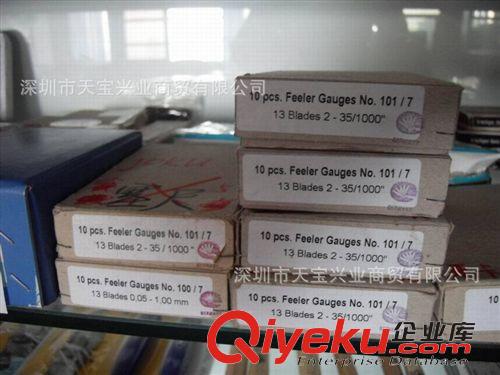 深圳市天宝兴业商贸有限公司
10 pcs. Feeler Gauges No. 101 / 7
13 Blades 2 - 35/1000"
10 pcs. Feeler Gauges No. 101 / 7
13 Blades 2 - 35/1000"
10 pcs. Feeler Gauges No. 101 / 7
13 Blades 2 - 35/1000"
10 pcs. Feeler Gauges No. 101 / 7
13 Blades 2 - 35/1000"
深圳市天宝兴业商贸有限公司
10 pcs. Feeler Gauges No. 100 / 7
13 Blades 0,05 - 1,00 mm
10 pcs. Feeler Gauges No. 101 / 7
13 Blades 2 - 35/1000"
Qiyeku.com 企业库
Enterprise Database